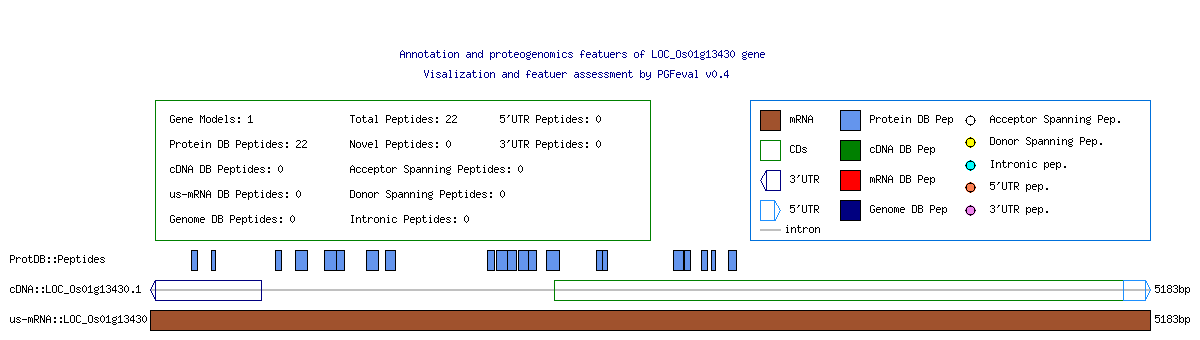 Annotation and proteogenomics featuers of LOC_Os01g13430 gene
Visalization and featuer assessment by PGFeval v0.4
Gene Models: 1 Total Peptides: 22 5'UTR Peptides: 0
Protein DB Peptides: 22 Novel Peptides: 0 3'UTR Peptides: 0
cDNA DB Peptides: 0 Acceptor Spanning Peptides: 0
us-mRNA DB Peptides: 0 Donor Spanning Peptides: 0
Genome DB Peptides: 0 Intronic Peptides: 0
mRNA Protein DB Pep Acceptor Spanning Pep.
CDs cDNA DB Pep Donor Spanning Pep.
3'UTR mRNA DB Pep Intronic pep.
5'UTR Genome DB Pep 5'UTR pep.
intron 3'UTR pep.
ProtDB::Peptides
cDNA::LOC_Os01g13430.1 5183bp
us-mRNA::LOC_Os01g13430 5183bp